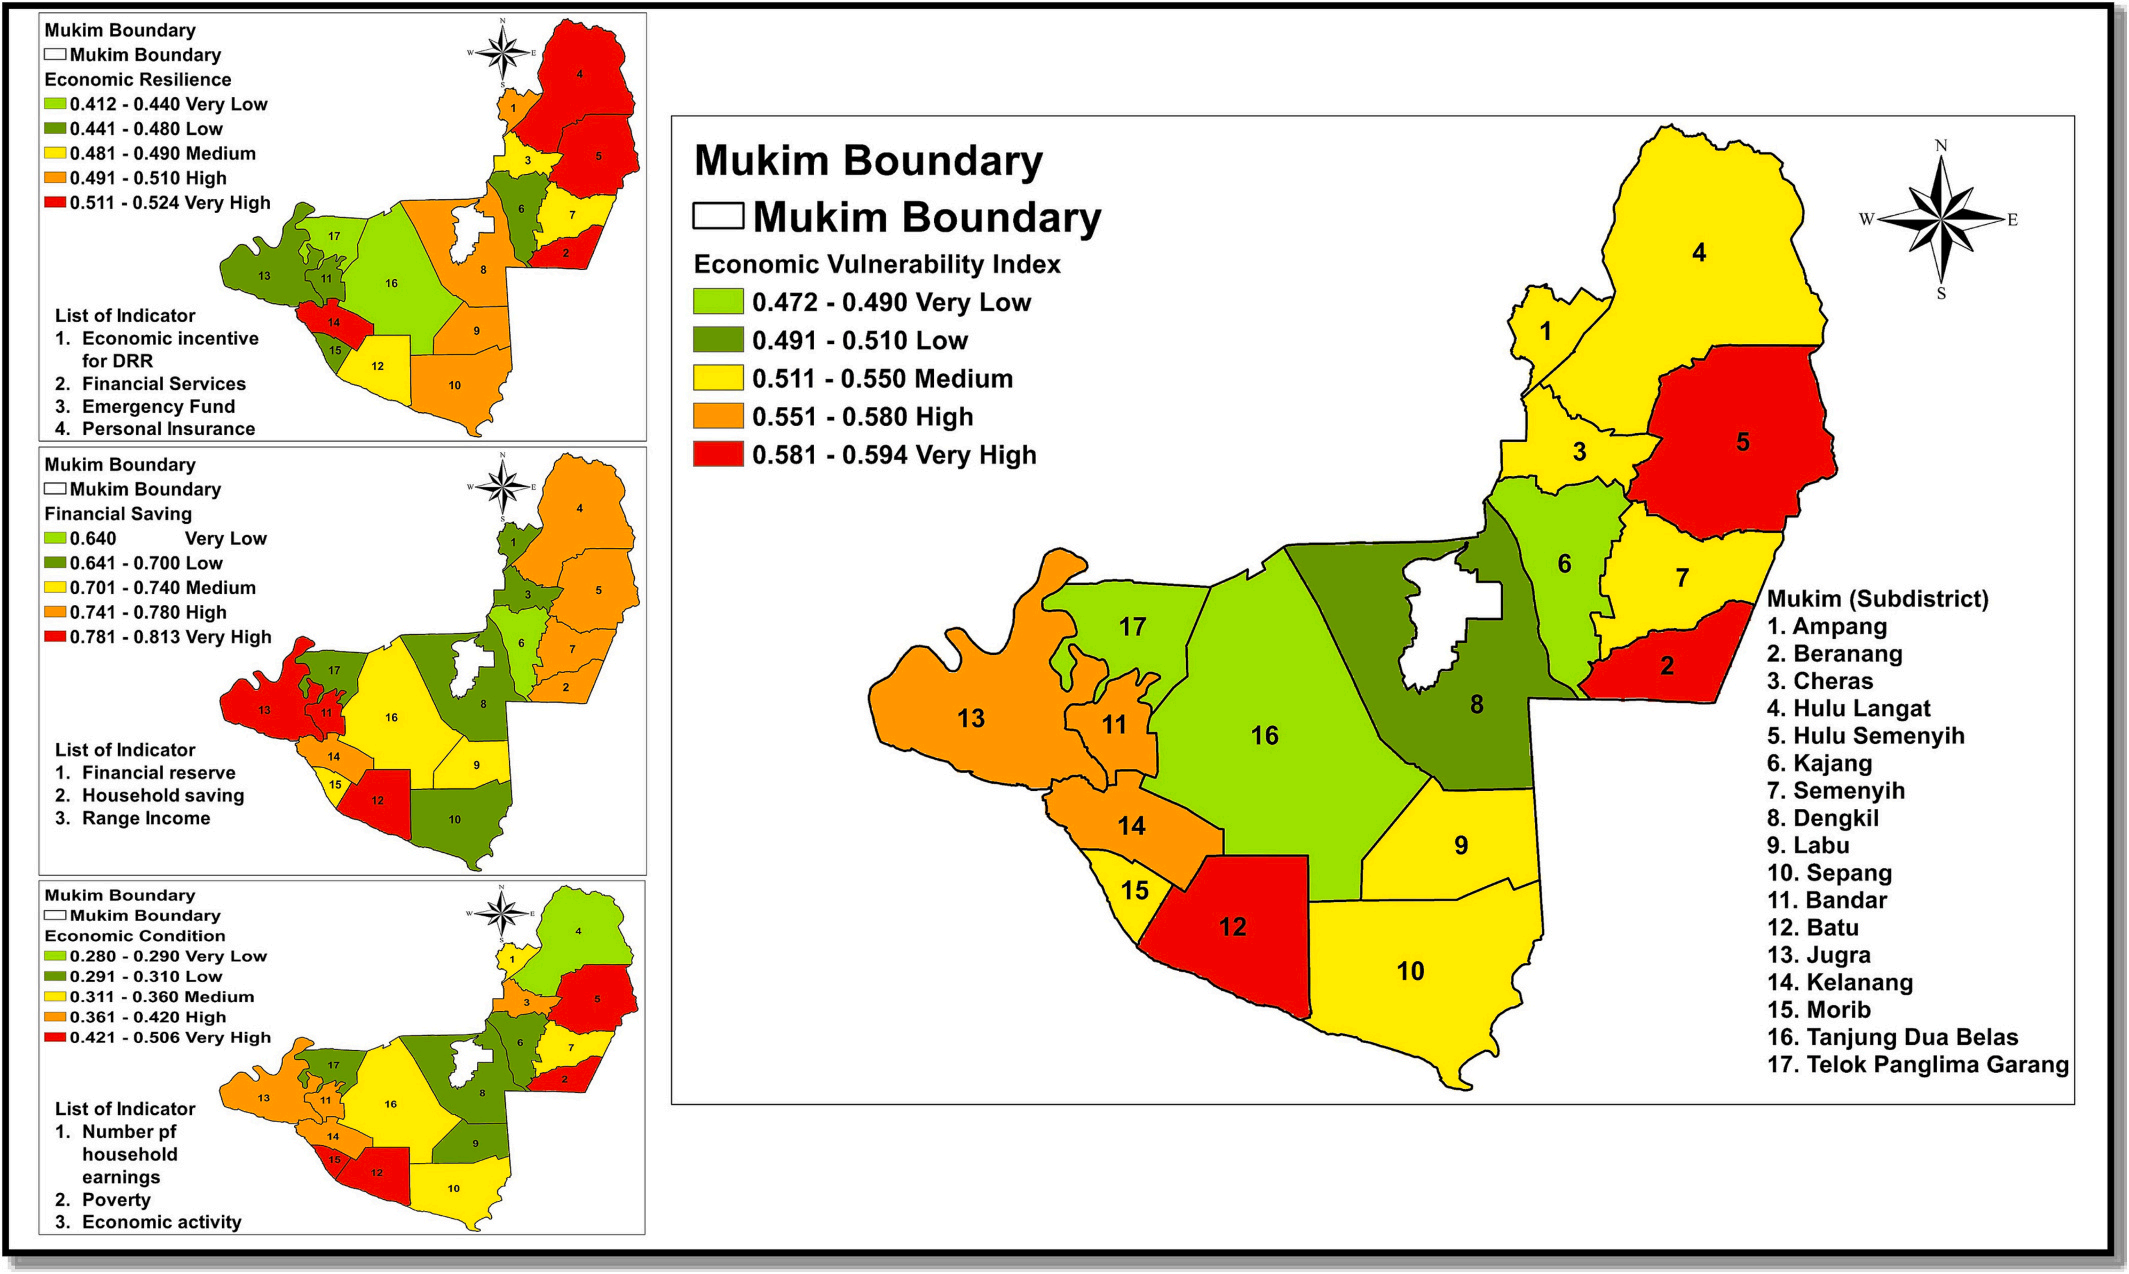 Mukim Boundary
Mukim Boundary
Economic Resilience
0.412 - 0.440 Very Low
0.441 - 0.480 Low
0.481 - 0.490 Medium
0.491 - 0.510 High
0.511 - 0.524 Very High
N
W
E
S
4
1
5
3
6
7
2
17
13
11
16
8
14
9
15
12
10
List of Indicator
1. Economic incentive
for DRR
2. Financial Services
3. Emergency Fund
4. Personal Insurance
Mukim Boundary
Mukim Boundary
Financial Saving
0.640 Very Low
0.641 - 0.700 Low
0.701 - 0.740 Medium
0.741 - 0.780 High
0.781 - 0.813 Very High
N
W
E
S
4
1
5
3
6
7
2
17
13
11
16
8
14
9
15
12
10
List of Indicator
1. Financial reserve
2. Household saving
3. Range Income
Mukim Boundary
Mukim Boundary
Economic Condition
0.280 - 0.290 Very Low
0.291 - 0.310 Low
0.311 - 0.360 Medium
0.361 - 0.420 High
0.421 - 0.506 Very High
N
W
E
S
4
1
5
3
6
7
2
17
13
11
16
8
14
9
15
12
10
List of Indicator
1. Number pf
household
earnings
2. Poverty
3. Economic activity
Mukim Boundary
Mukim Boundary
Economic Vulnerability Index
0.472 - 0.490 Very Low
0.491 - 0.510 Low
0.511 - 0.550 Medium
0.551 - 0.580 High
0.581 - 0.594 Very High
N
W
E
S
4
1
5
3
6
7
2
17
13
11
16
8
14
9
15
12
10
Mukim (Subdistrict)
1. Ampang
2. Beranang
3. Cheras
4. Hulu Langat
5. Hulu Semenyih
6. Kajang
7. Semenyih
8. Dengkil
9. Labu
10. Sepang
11. Bandar
12. Batu
13. Jugra
14. Kelanang
15. Morib
16. Tanjung Dua Belas
17. Telok Panglima Garang